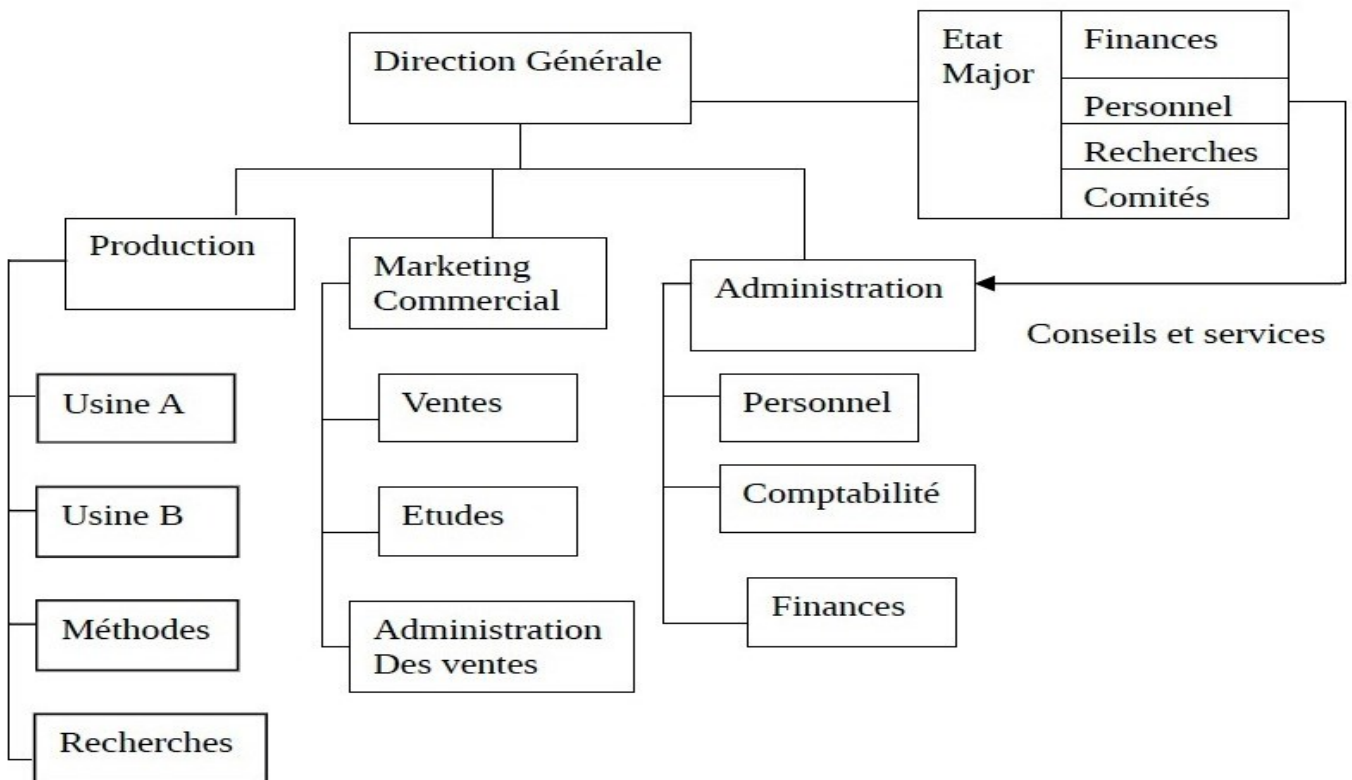 Direction Générale
Etat
Major
Finances
Personnel
Recherches
Comités
Production
Marketing
Commercial
Administration
Conseils et services
Usine A
Usine B
Méthodes
Recherches
Ventes
Etudes
Administration
Des ventes
Personnel
Comptabilité
Finances